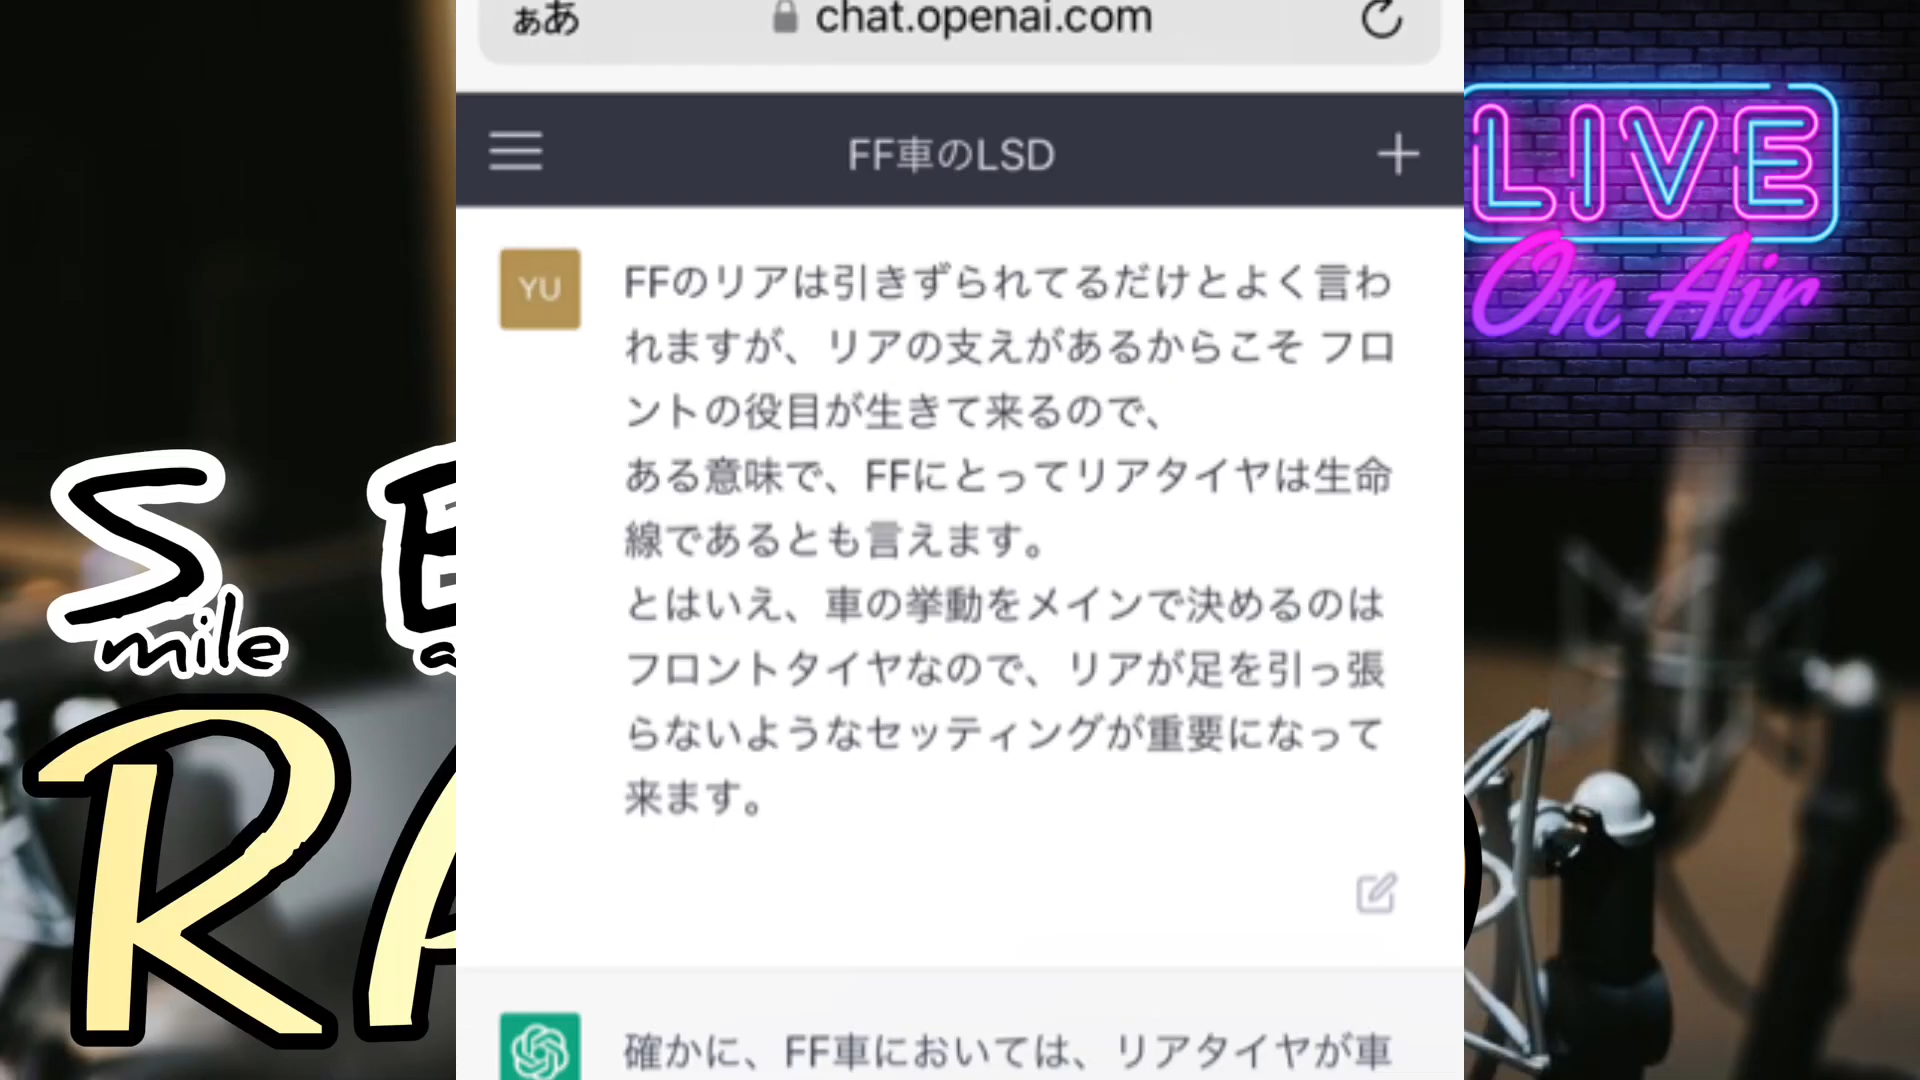 ぁあ chat.openai.com
FF車のLSD
YU
FFのリアは引きずられてるだけとよく言わ
れますが、リアの支えがあるからこそ フロ
ントの役目が生きて来るので、
ある意味で、FFにとってリアタイヤは生命
線であるとも言えます。
とはいえ、車の挙動をメインで決めるのは
フロントタイヤなので、リアが足を引っ張
らないようなセッティングが重要になって
来ます。
確かに、FF車においては、リアタイヤが車
LIVE
On Air
Smile